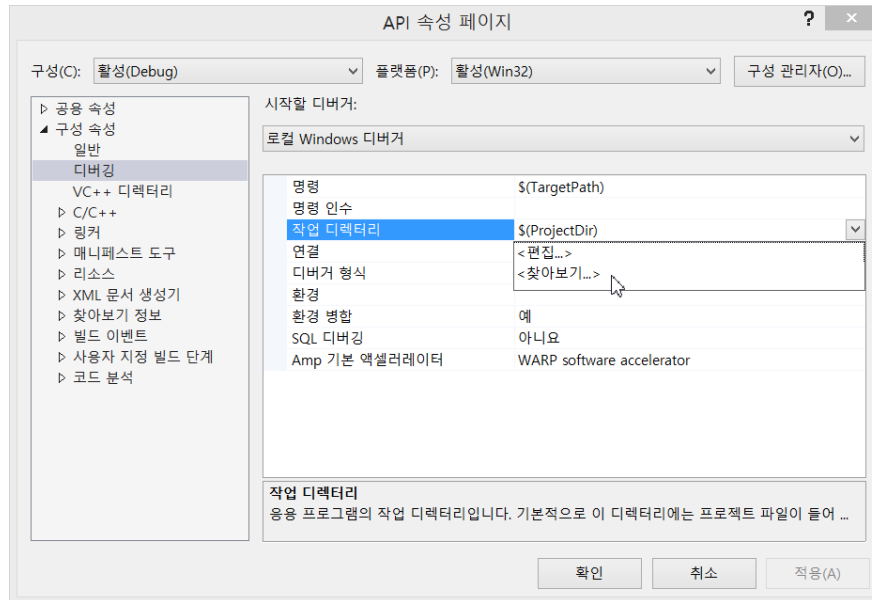 API 속성 페이지
? ×
구성(C): 활성(Debug) 플랫폼(P): 활성(Win32) 구성 관리자(O)...
공용 속성
구성 속성
일반
디버깅
VC++ 디렉터리
C/C++
링커
매니페스트 도구
리소스
XML 문서 생성기
찾아보기 정보
빌드 이벤트
사용자 지정 빌드 단계
코드 분석
시작할 디버거:
로컬 Windows 디버거
명령 $(TargetPath)
명령 인수
작업 디렉터리 $(ProjectDir)
연결 <편집...>
디버거 형식 <찾아보기...>
환경
환경 병합 예
SQL 디버깅 아니요
Amp 기본 액셀러레이터 WARP software accelerator
작업 디렉터리
응용 프로그램의 작업 디렉터리입니다. 기본적으로 이 디렉터리에는 프로젝트 파일이 들어 ...
확인 취소 적용(A)